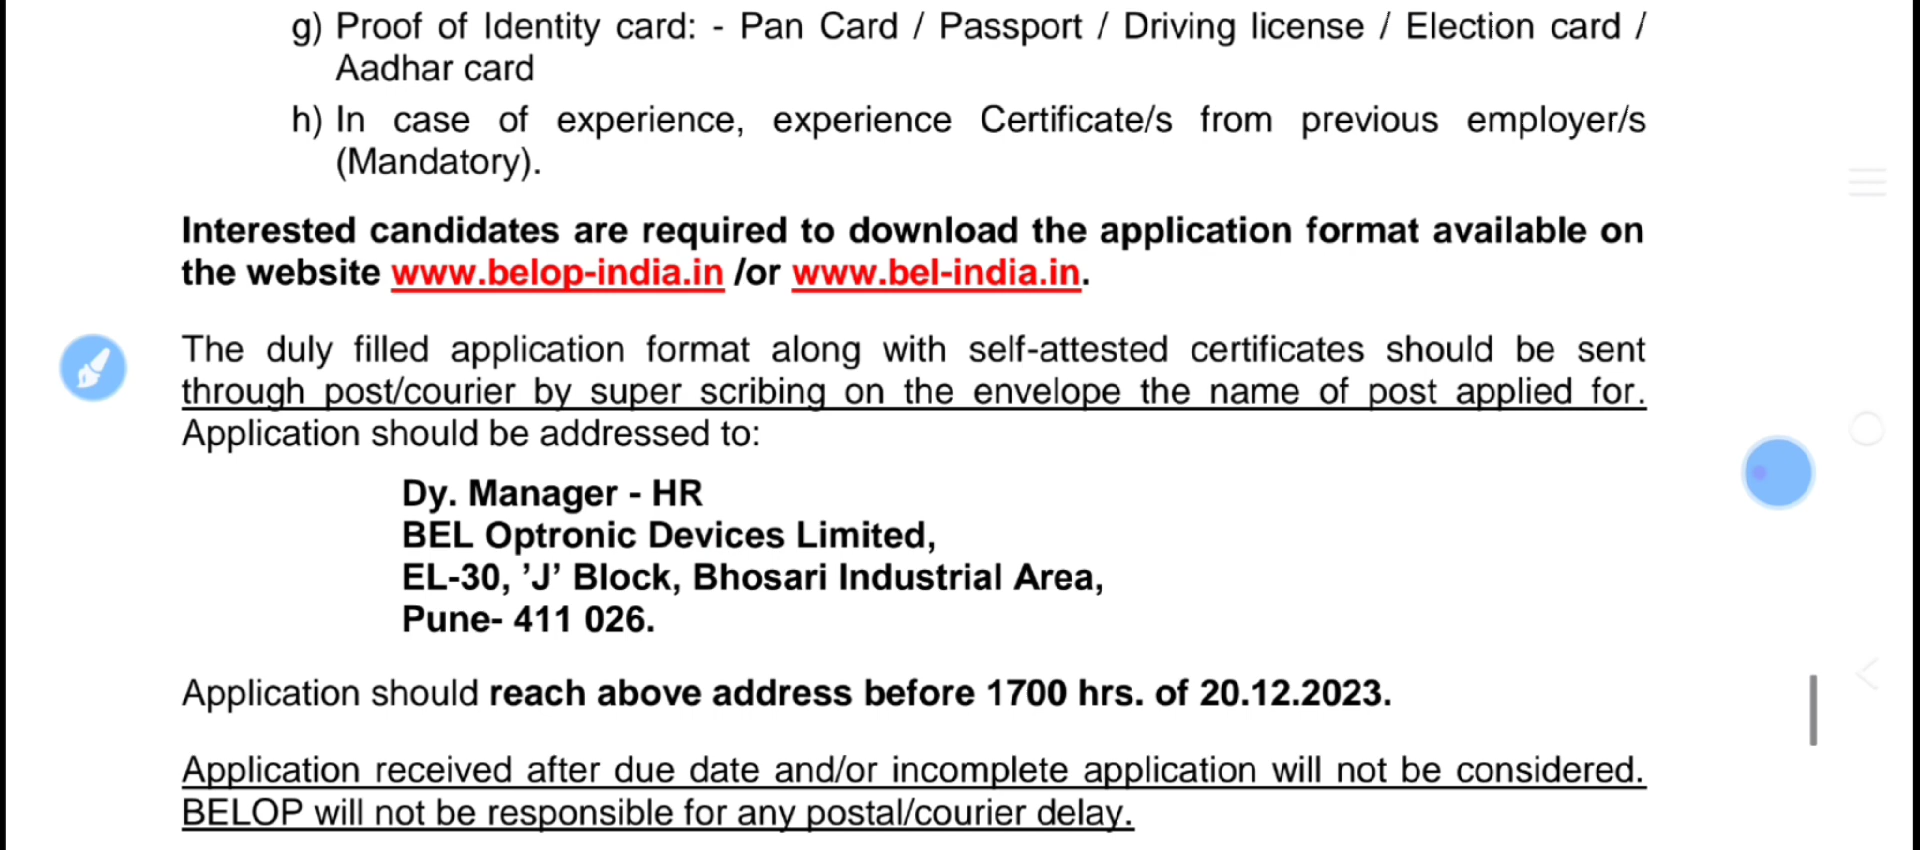 g) Proof of Identity card: - Pan Card / Passport / Driving license / Election card /
Aadhar card
h) In case of experience, experience Certificate/s from previous employer/s
(Mandatory).
Interested candidates are required to download the application format available on
the website www.belop-india.in /or www.bel-india.in.
The duly filled application format along with self-attested certificates should be sent
through post/courier by super scribing on the envelope the name of post applied for.
Application should be addressed to:
Dy. Manager - HR
BEL Optronic Devices Limited,
EL-30, ’J’ Block, Bhosari Industrial Area,
Pune- 411 026.
Application should reach above address before 1700 hrs. of 20.12.2023.
Application received after due date and/or incomplete application will not be considered.
BELOP will not be responsible for any postal/courier delay.